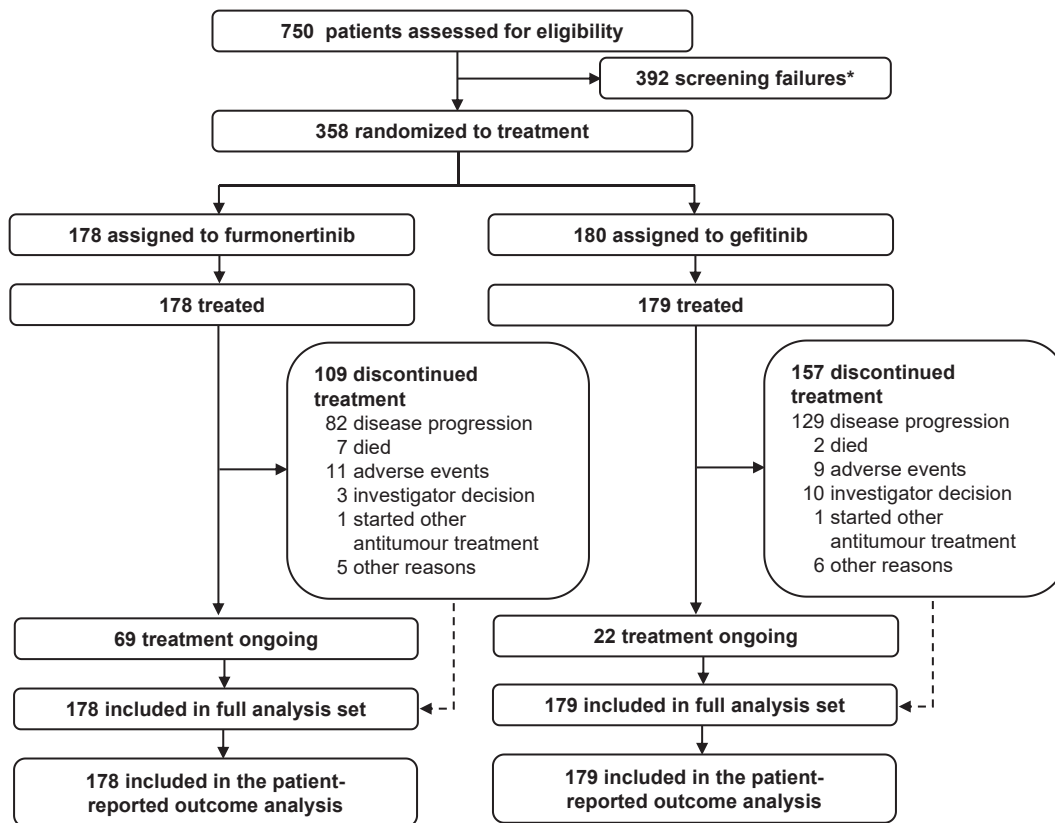 750 patients assessed for eligibility
392 screening failures*
358 randomized to treatment
178 assigned to furmonertinib
180 assigned to gefitinib
178 treated
179 treated
109 discontinued
treatment
82 disease progression
7 died
11 adverse events
3 investigator decision
1 started other
antitumour treatment
5 other reasons
157 discontinued
treatment
129 disease progression
2 died
9 adverse events
10 investigator decision
1 started other
antitumour treatment
6 other reasons
69 treatment ongoing
22 treatment ongoing
178 included in full analysis set
179 included in full analysis set
178 included in the patient-
reported outcome analysis
179 included in the patient-
reported outcome analysis